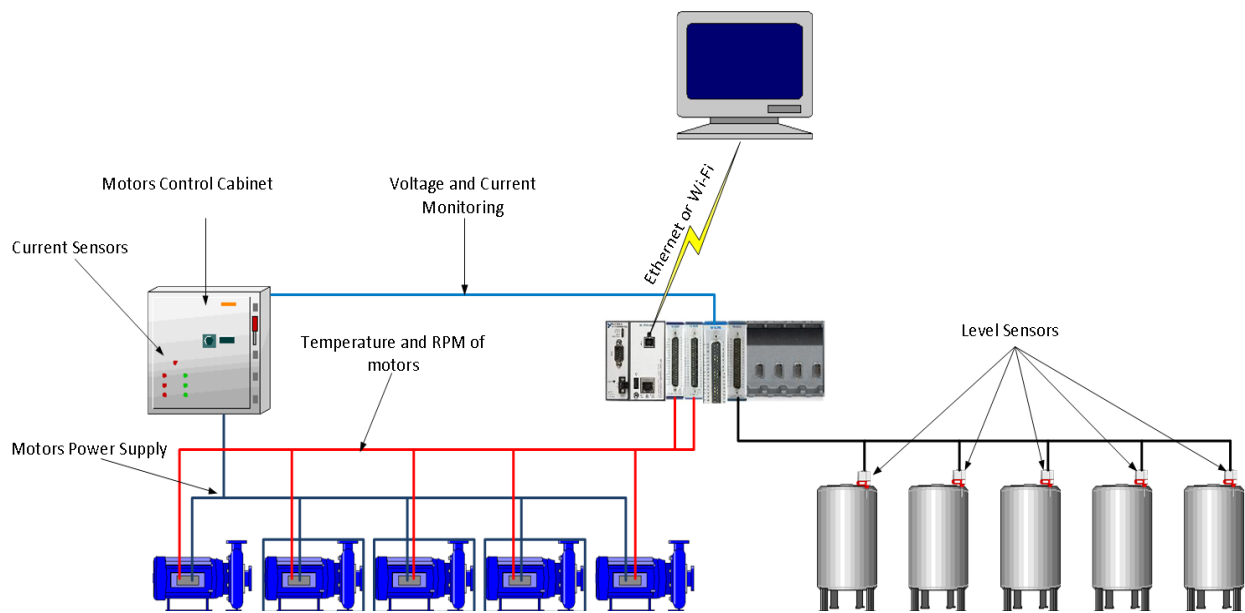 Motors Control Cabinet
Voltage and Current
Monitoring
Ethernet or Wi-Fi
Current Sensors
Temperature and RPM of
motors
Level Sensors
Motors Power Supply